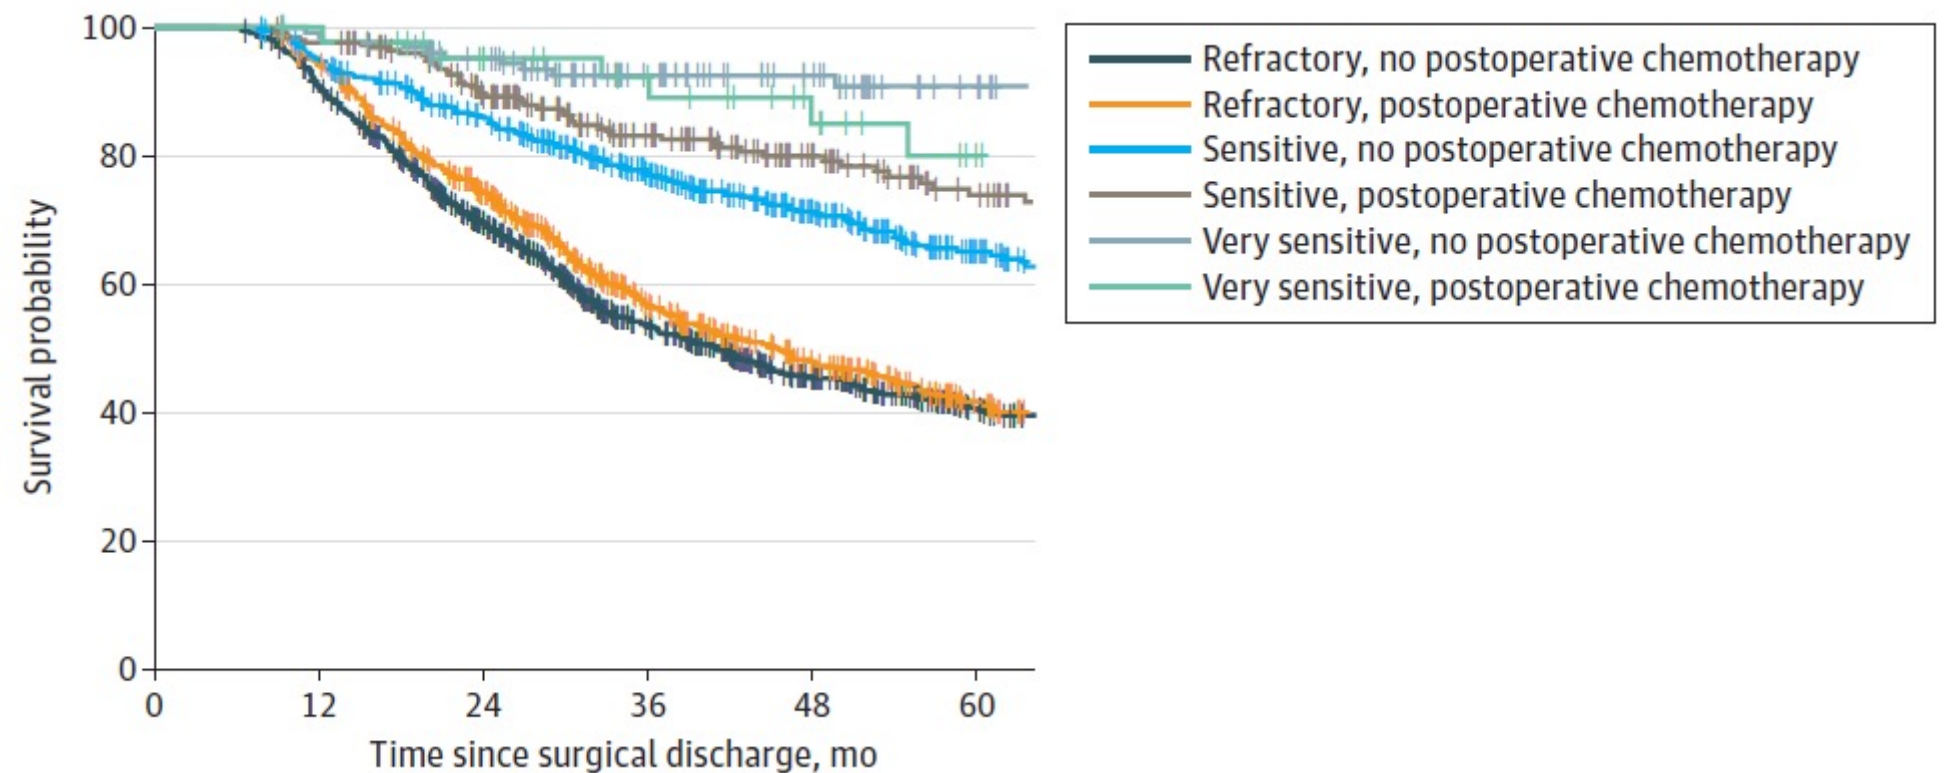 100
80
60
40
20
0
Survival probability
0 12 24 36 48 60
Time since surgical discharge, mo
Refractory, no postoperative chemotherapy
Refractory, postoperative chemotherapy
Sensitive, no postoperative chemotherapy
Sensitive, postoperative chemotherapy
Very sensitive, no postoperative chemotherapy
Very sensitive, postoperative chemotherapy